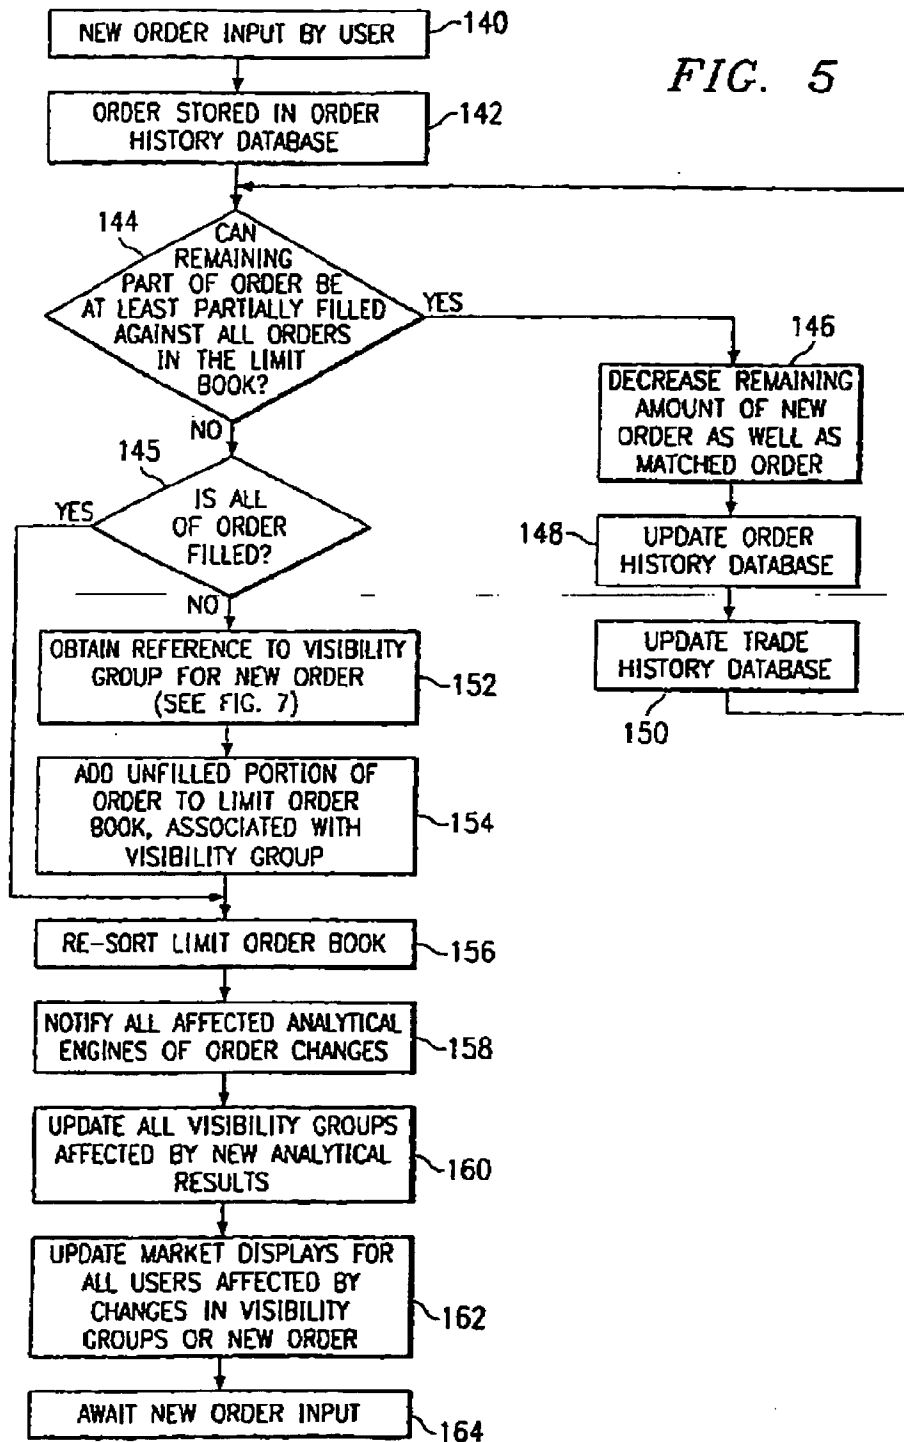 NEW ORDER INPUT BY USER
140
FIG. 5
ORDER STORED IN ORDER
HISTORY DATABASE
142
144
CAN
REMAINING
PART OF ORDER BE
AT LEAST PARTIALLY FILLED
AGAINST ALL ORDERS
IN THE LIMIT
BOOK?
YES
NO
146
DECREASE REMAINING
AMOUNT OF NEW
ORDER AS WELL AS
MATCHED ORDER
145
IS ALL
OF ORDER
FILLED?
YES
NO
148
UPDATE ORDER
HISTORY DATABASE
UPDATE TRADE
HISTORY DATABASE
150
OBTAIN REFERENCE TO VISIBILITY
GROUP FOR NEW ORDER
(SEE FIG. 7)
152
ADD UNFILLED PORTION OF
ORDER TO LIMIT ORDER
BOOK, ASSOCIATED WITH
VISIBILITY GROUP
154
RE-SORT LIMIT ORDER BOOK
156
NOTIFY ALL AFFECTED ANALYTICAL
ENGINES OF ORDER CHANGES
158
UPDATE ALL VISIBILITY GROUPS
AFFECTED BY NEW ANALYTICAL
RESULTS
160
UPDATE MARKET DISPLAYS FOR
ALL USERS AFFECTED BY
CHANGES IN VISIBILITY
GROUPS OR NEW ORDER
162
AWAIT NEW ORDER INPUT
164